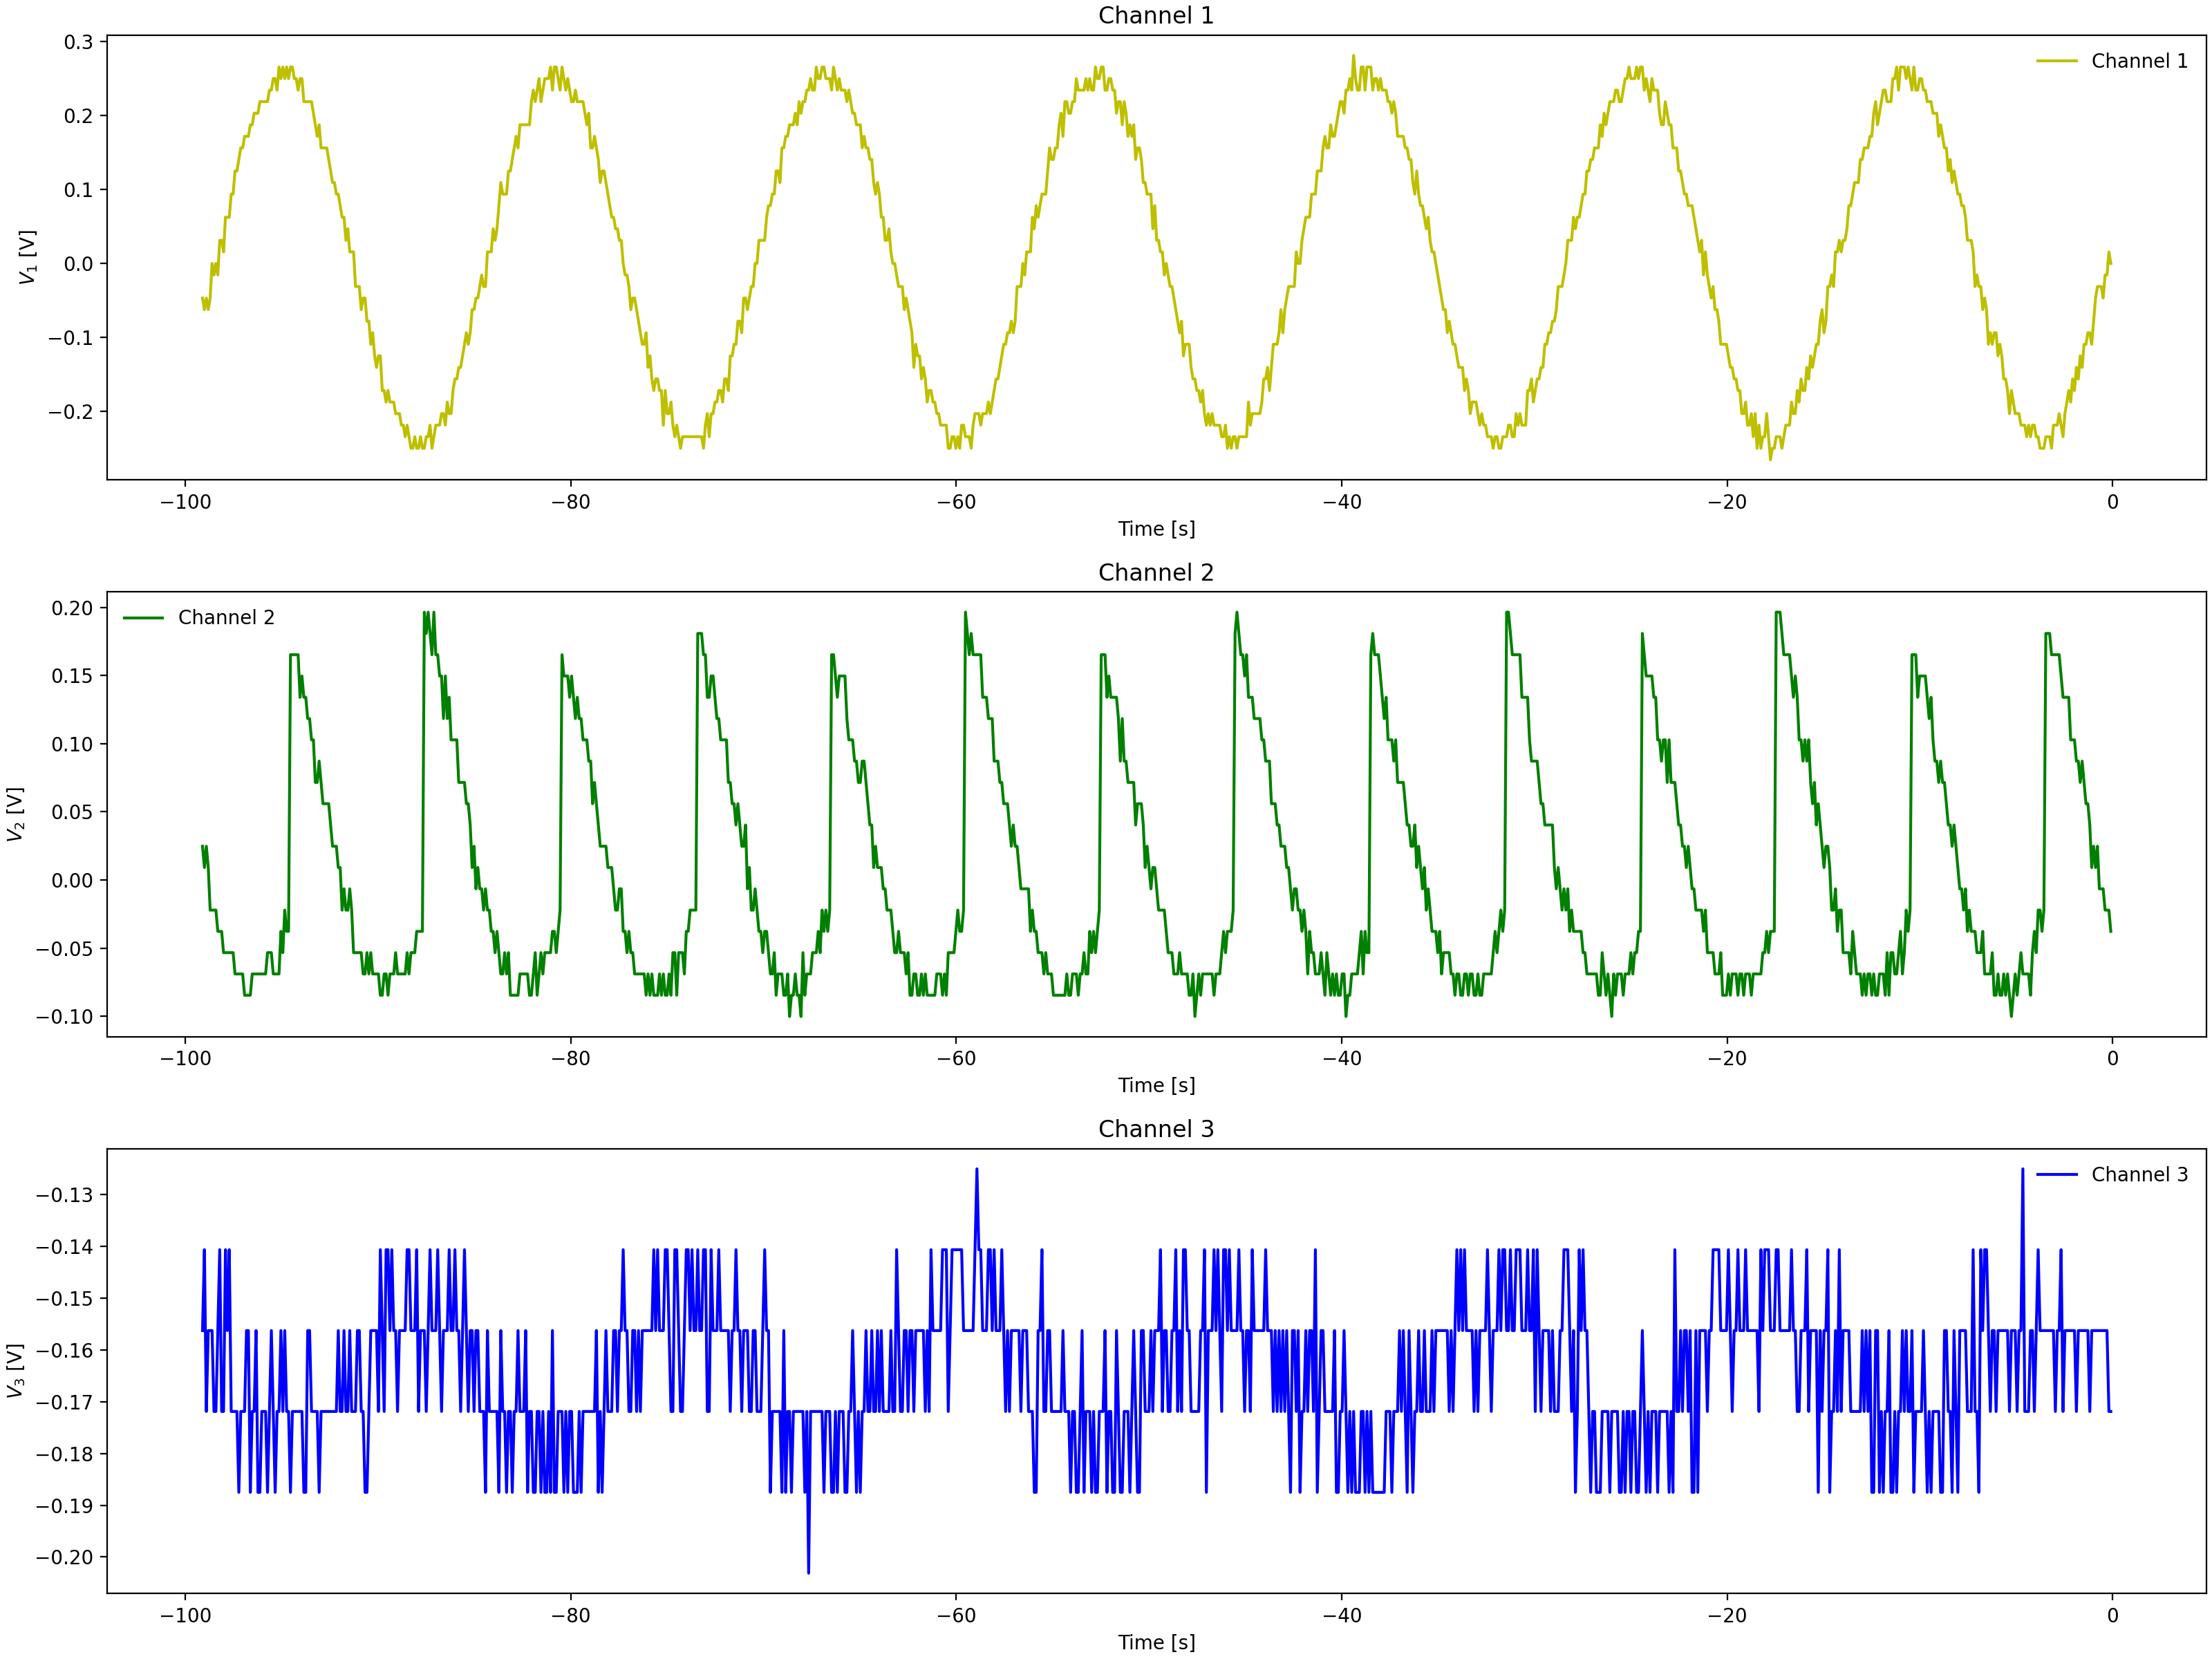 Channel 1
0.3
0.2
0.1
0.0
−0.1
−0.2
V₁ [V]
Channel 1
−100 −80 −60 −40 −20 0
Time [s]
Channel 2
0.20
0.15
0.10
0.05
0.00
−0.05
−0.10
V₂ [V]
Channel 2
−100 −80 −60 −40 −20 0
Time [s]
Channel 3
−0.13
−0.14
−0.15
−0.16
−0.17
−0.18
−0.19
−0.20
V₃ [V]
Channel 3
−100 −80 −60 −40 −20 0
Time [s]